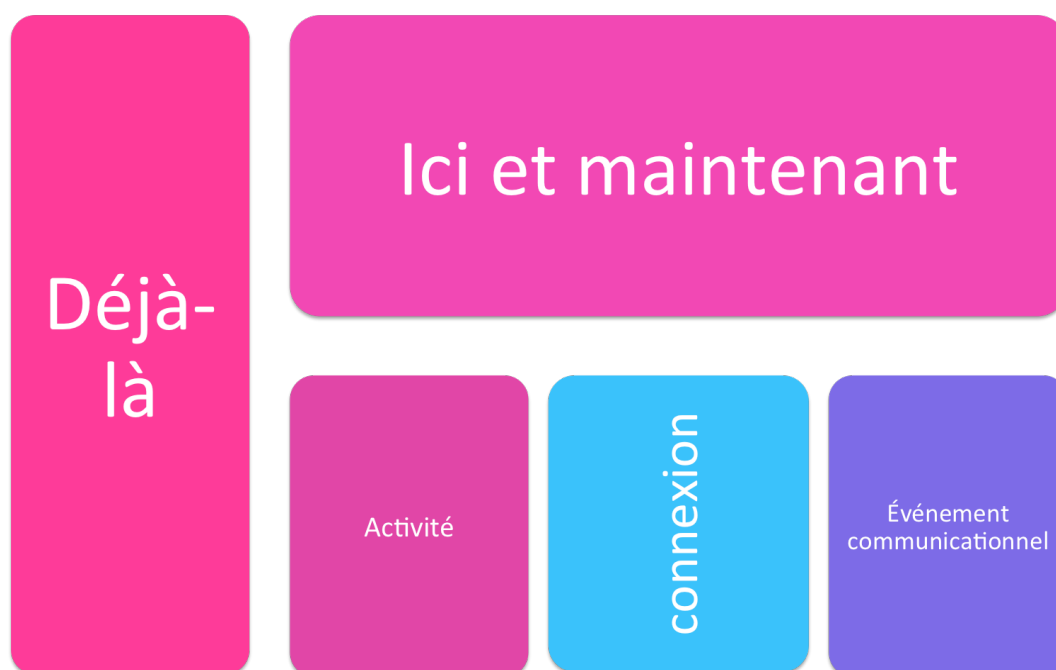 Déjà-
là
Ici et maintenant
Activité
connexion
Événement
communicationnel